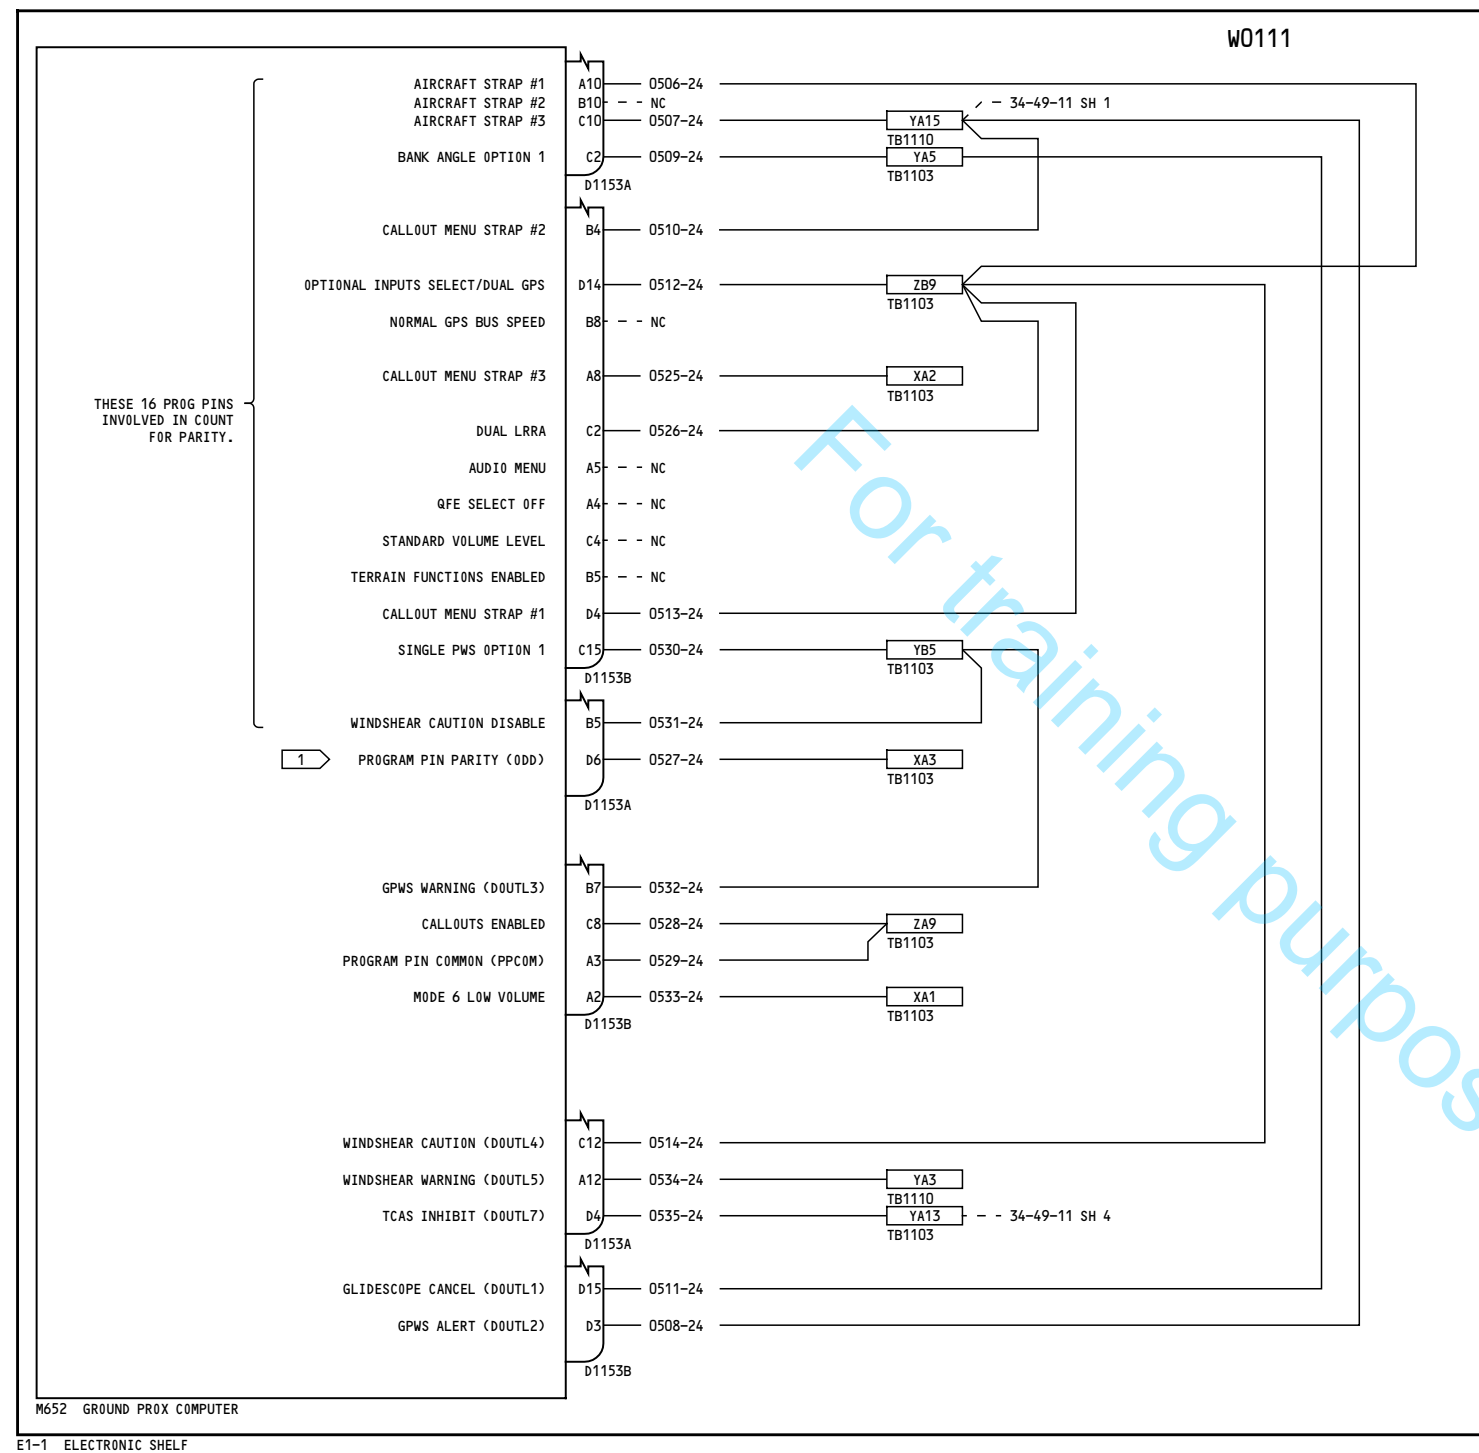 W0111
AIRCRAFT STRAP #1 A10 0506-24
AIRCRAFT STRAP #2 B10 NC 34-49-11 SH 1
AIRCRAFT STRAP #3 C10 0507-24 YA15
TB1110
BANK ANGLE OPTION 1 C2 0509-24 YA5
D1153A TB1103
CALLOUT MENU STRAP #2 B4 0510-24
OPTIONAL INPUTS SELECT/DUAL GPS D14 0512-24 ZB9
TB1103
NORMAL GPS BUS SPEED B8 NC
CALLOUT MENU STRAP #3 A8 0525-24 XA2
TB1103
THESE 16 PROG PINS
INVOLVED IN COUNT
FOR PARITY.
DUAL LRRA C2 0526-24
AUDIO MENU A5 NC
QFE SELECT OFF A4 NC
STANDARD VOLUME LEVEL C4 NC
TERRAIN FUNCTIONS ENABLED B5 NC
CALLOUT MENU STRAP #1 D4 0513-24
SINGLE PWS OPTION 1 C15 0530-24 YB5
D1153B TB1103
WINDSHEAR CAUTION DISABLE B5 0531-24
1 PROGRAM PIN PARITY (ODD) D6 0527-24 XA3
TB1103
D1153A
GPWS WARNING (DOUTL3) B7 0532-24
CALLOUTS ENABLED C8 0528-24 ZA9
TB1103
PROGRAM PIN COMMON (PPCOM) A3 0529-24
MODE 6 LOW VOLUME A2 0533-24 XA1
D1153B TB1103
WINDSHEAR CAUTION (DOUTL4) C12 0514-24
WINDSHEAR WARNING (DOUTL5) A12 0534-24 YA3
TB1110
TCAS INHIBIT (DOUTL7) D4 0535-24 YA13 34-49-11 SH 4
D1153A TB1103
GLIDESCOPE CANCEL (DOUTL1) D15 0511-24
GPWS ALERT (DOUTL2) D3 0508-24
D1153B
M652 GROUND PROX COMPUTER
E1-1 ELECTRONIC SHELF
For training purpos